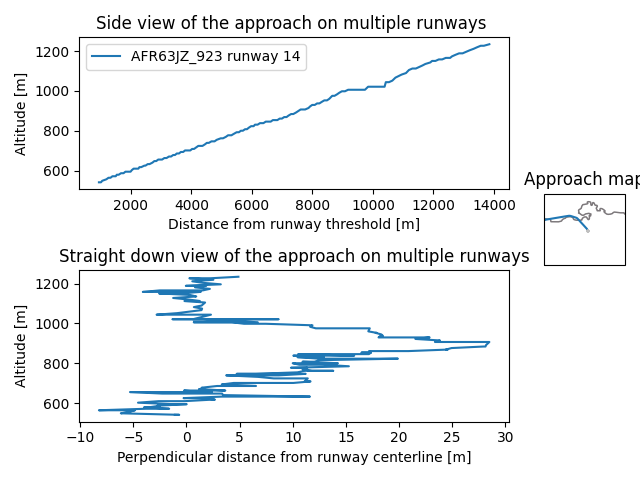 Side view of the approach on multiple runways
Altitude [m]
1200
1000
800
600
AFR63JZ_923 runway 14
2000 4000 6000 8000 10000 12000 14000
Distance from runway threshold [m]
Approach map
Straight down view of the approach on multiple runways
Altitude [m]
1200
1000
800
600
−10 −5 0 5 10 15 20 25 30
Perpendicular distance from runway centerline [m]